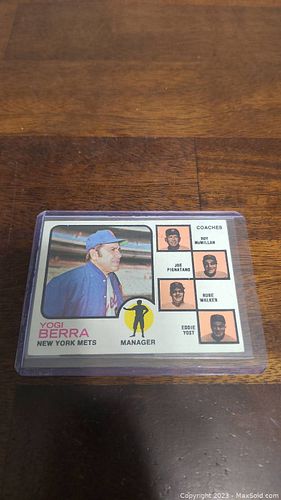 COACHES
ROY
McMILLAN
JOE
PIGNATANO
RUBE
WALKER
EDDIE
YOST
YOGI
BERRA
NEW YORK METS
MANAGER
Copyright 2023 - MaxSold.com